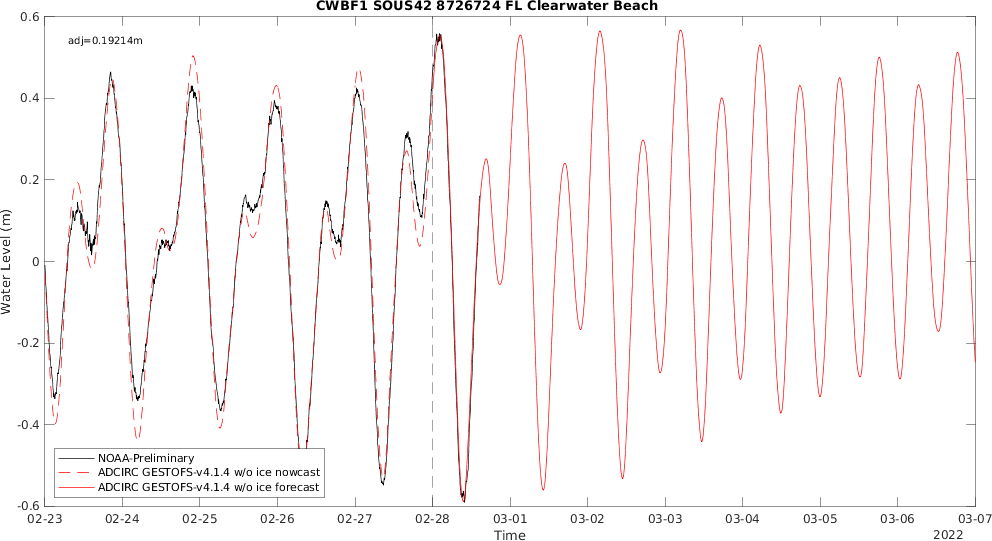 CWBF1 SOUS42 8726724 FL Clearwater Beach
adj=0.19214m
Water Level (m)
0.6
0.4
0.2
0
-0.2
-0.4
-0.6
NOAA-Preliminary
ADCIRC GESTOFS-v4.1.4 w/o ice nowcast
ADCIRC GESTOFS-v4.1.4 w/o ice forecast
02-23 02-24 02-25 02-26 02-27 02-28 03-01 03-02 03-03 03-04 03-05 03-06 03-07
Time
2022